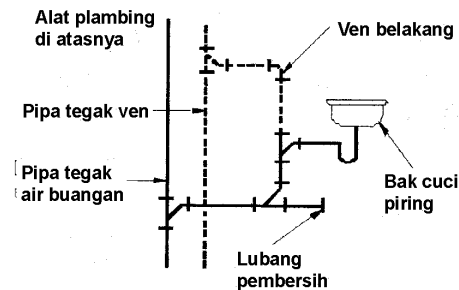 Alat plambing
di atasnya
Ven belakang
Pipa tegak ven
Pipa tegak
air buangan
Bak cuci
piring
Lubang
pembersih